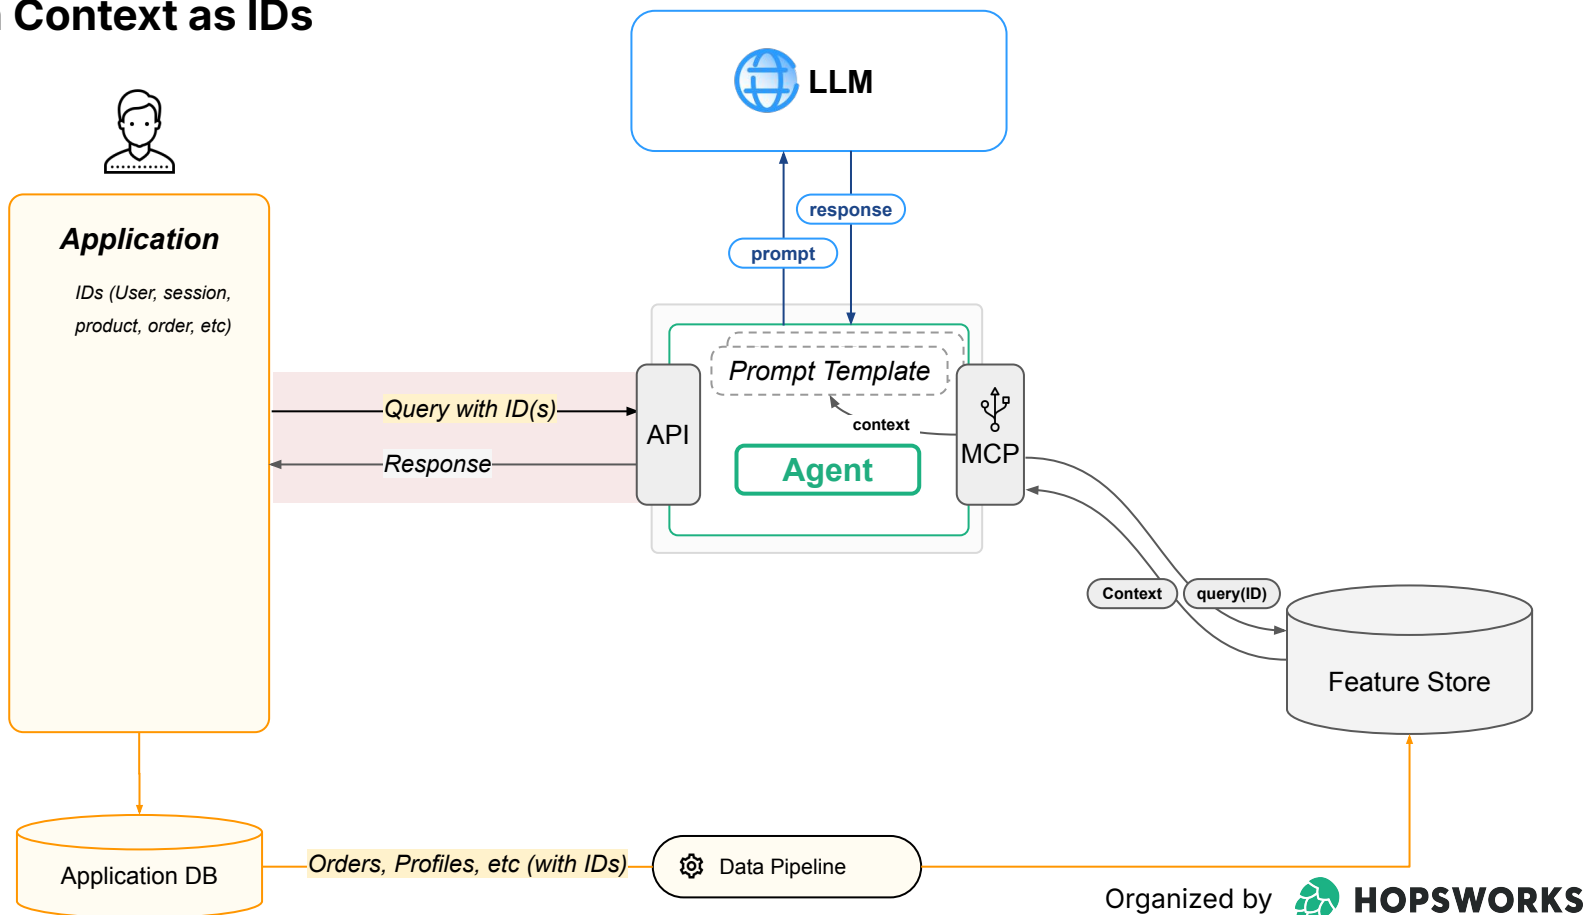 Context as IDs
LLM
response
prompt
Application
IDs (User, session,
product, order, etc)
Prompt Template
Query with ID(s)
context
API
MCP
Response
Agent
Context
query(ID)
Feature Store
Orders, Profiles, etc (with IDs)
Data Pipeline
Application DB
Organized by HOPSWORKS